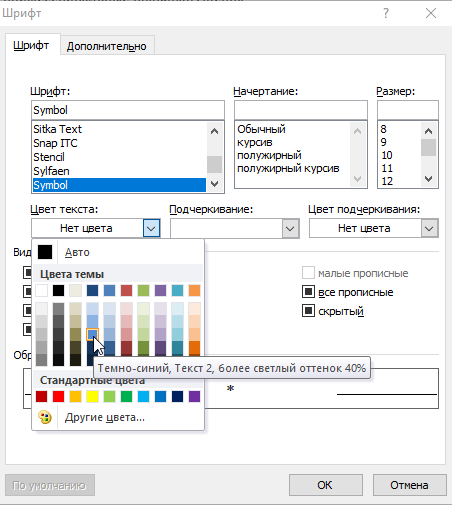 Шрифт
?
Шрифт Дополнительно
Шрифт: Начертание: Размер:
Symbol
Sitka Text
Snap ITC
Stencil
Sylfaen
Symbol
Обычный
курсив
полужирный
полужирный курсив
8
9
10
11
12
Цвет текста: Подчеркивание: Цвет подчеркивания:
Нет цвета Нет цвета
Авто
Вид
Цвета темы
малые прописные
все прописные
скрытый
Темно-синий, Текст 2, более светлый оттенок 40%
Обр
Стандартные цвета
*
Другие цвета...
По умолчанию ОК Отмена